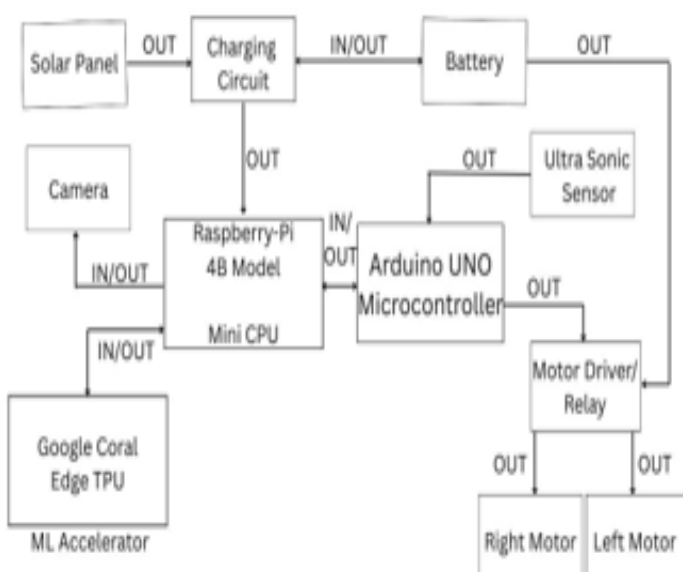 Solar Panel
OUT
Charging
Circuit
IN/OUT
Battery
OUT
OUT
Camera
IN/OUT
Raspberry-Pi
4B Model
Mini CPU
IN/
OUT
Arduino UNO
Microcontroller
OUT
Ultra Sonic
Sensor
OUT
IN/OUT
Google Coral
Edge TPU
ML Accelerator
Motor Driver/
Relay
OUT
OUT
Right Motor
Left Motor